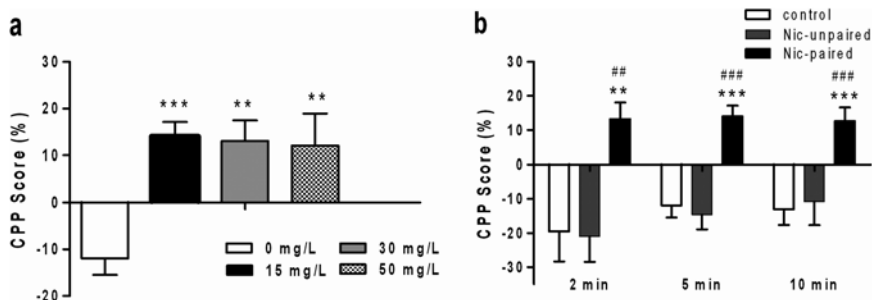 a
CPP Score (%)
30
20
10
0
-10
-20
***
**
**
0 mg/L
30 mg/L
15 mg/L
50 mg/L
b
control
Nic-unpaired
Nic-paired
CPP Score (%)
30
20
10
0
-10
-20
-30
##
**
###
***
###
***
2 min
5 min
10 min